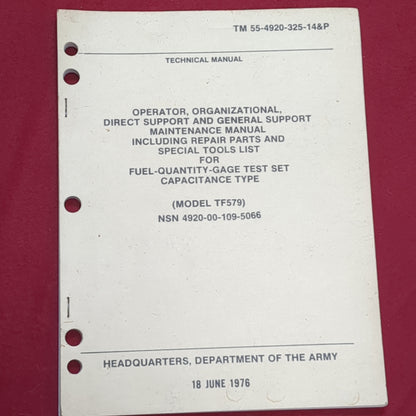 TM 55-4920-325-14&P
TECHNICAL MANUAL
OPERATOR, ORGANIZATIONAL,
DIRECT SUPPORT AND GENERAL SUPPORT
MAINTENANCE MANUAL
INCLUDING REPAIR PARTS AND
SPECIAL TOOLS LIST
FOR
FUEL-QUANTITY-GAGE TEST SET
CAPACITANCE TYPE
(MODEL TF579)
NSN 4920-00-109-5066
HEADQUARTERS, DEPARTMENT OF THE ARMY
18 JUNE 1976